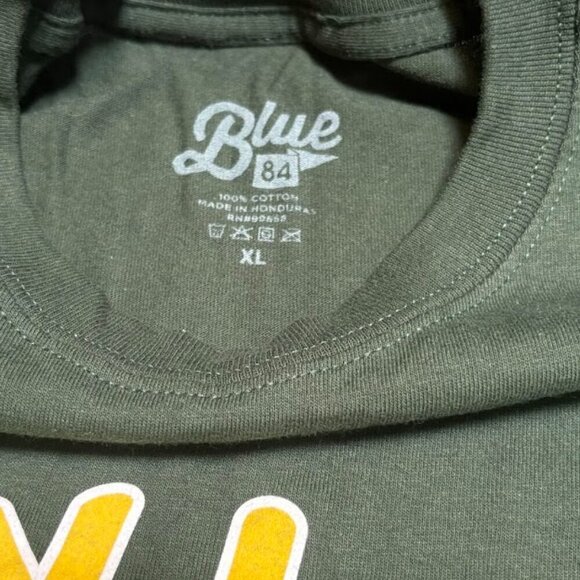 Blue
84
100% COTTON
MADE IN HONDURAS
XL